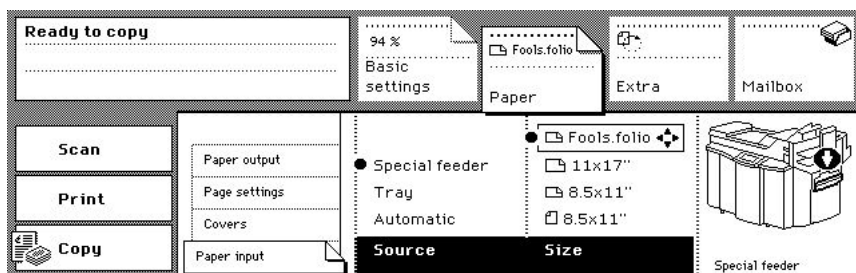 Ready to copy
94 %
Basic
settings
Fools.folio
Paper
Extra
Mailbox
Scan
Print
Copy
Paper output
Page settings
Covers
Paper input
Special feeder
Tray
Automatic
Source
Fools.folio
11x17"
8.5x11"
8.5x11"
Size
Special feeder